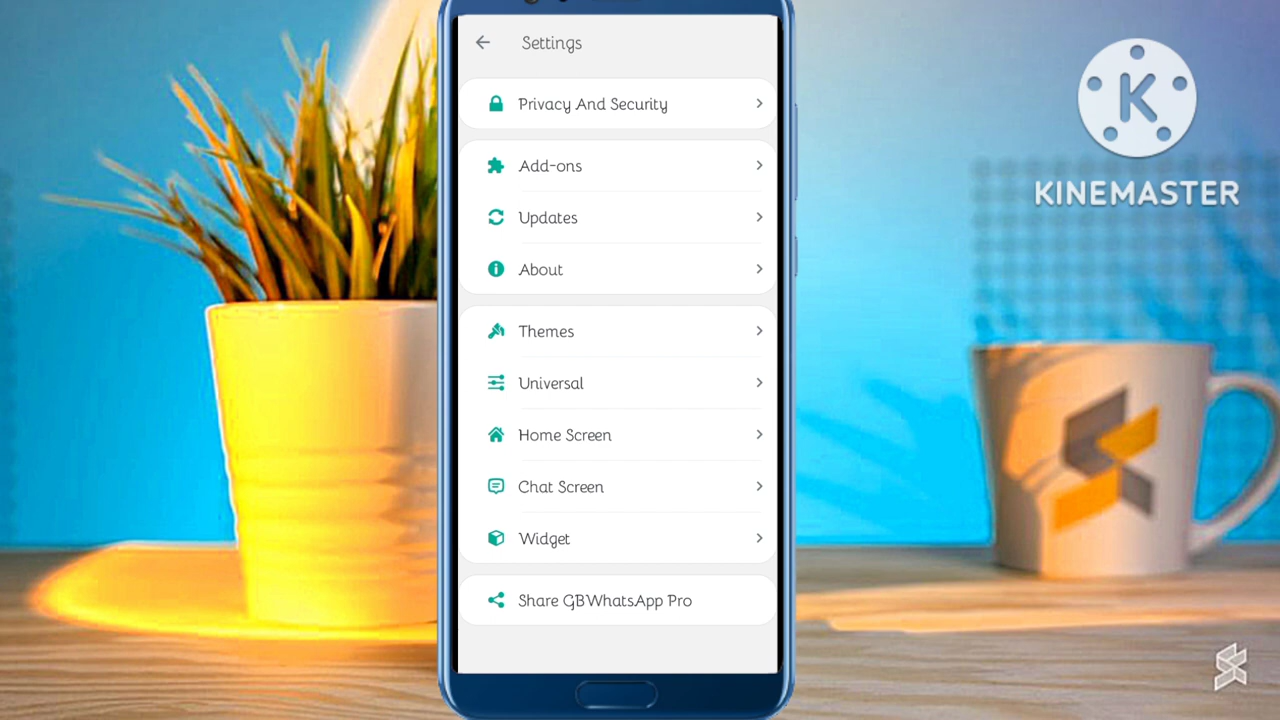 Settings
Privacy And Security
Add-ons
Updates
About
Themes
Universal
Home Screen
Chat Screen
Widget
Share GBWhatsApp Pro
K
KINEMASTER